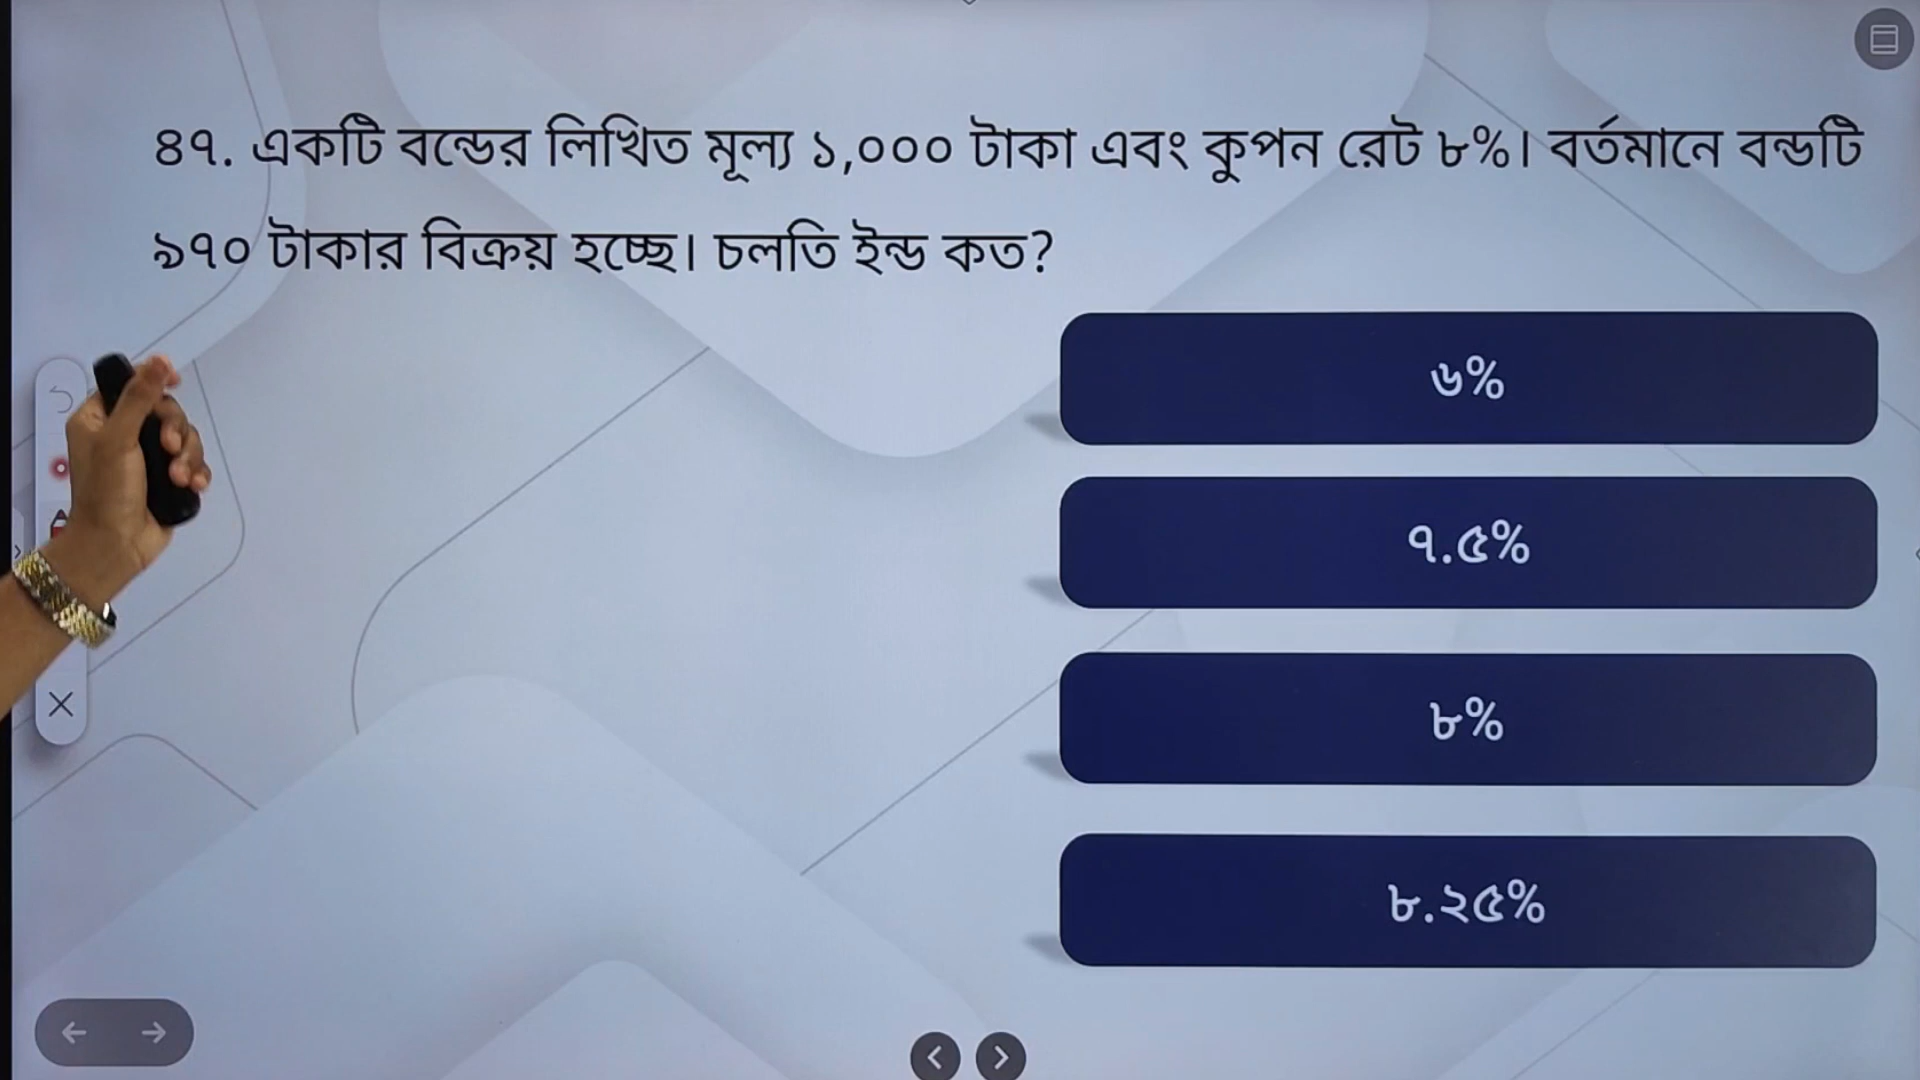 ৪৭. একটি বন্ডের লিখিত মূল্য ১,০০০ টাকা এবং কুপন রেট ৮%। বর্তমানে বন্ডটি
৯৭০ টাকার বিক্রয় হচ্ছে। চলতি ইন্ড কত?
৬%
৭.৫%
৮%
৮.২৫%